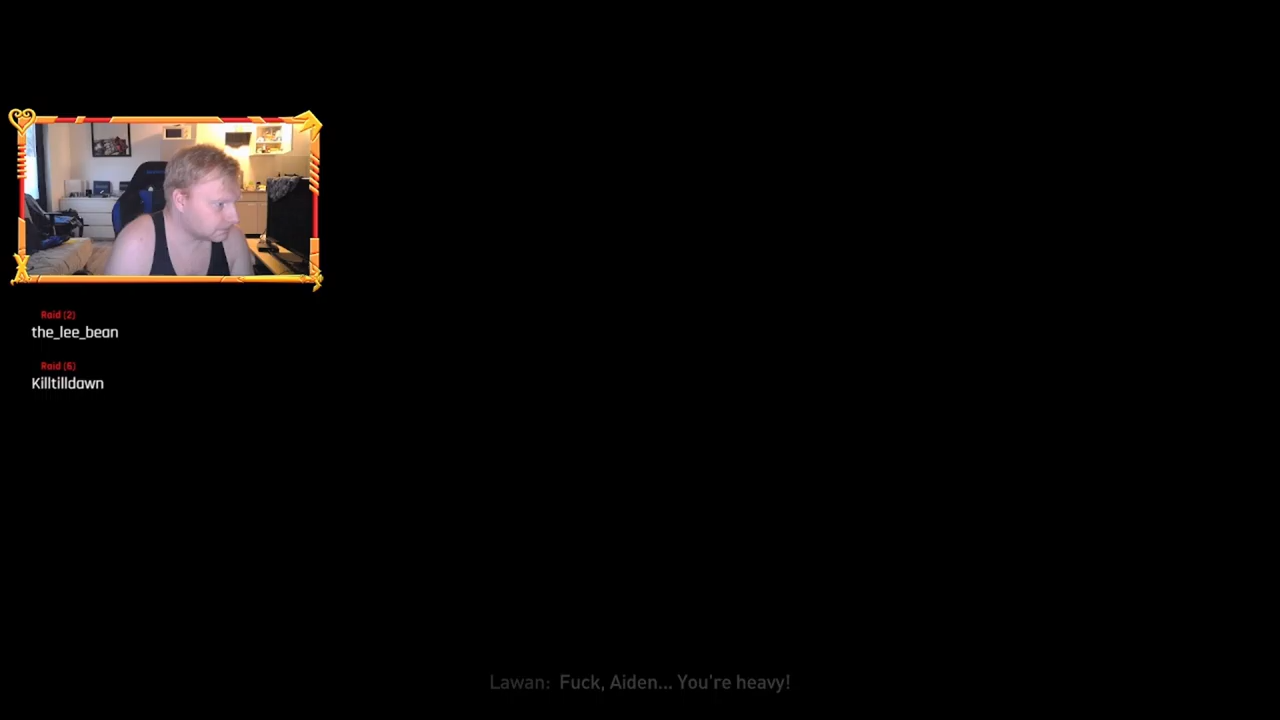 Raid (2)
the_lee_bean
Raid (6)
Killtilldawn
Lawan: Fuck, Aiden... You're heavy!